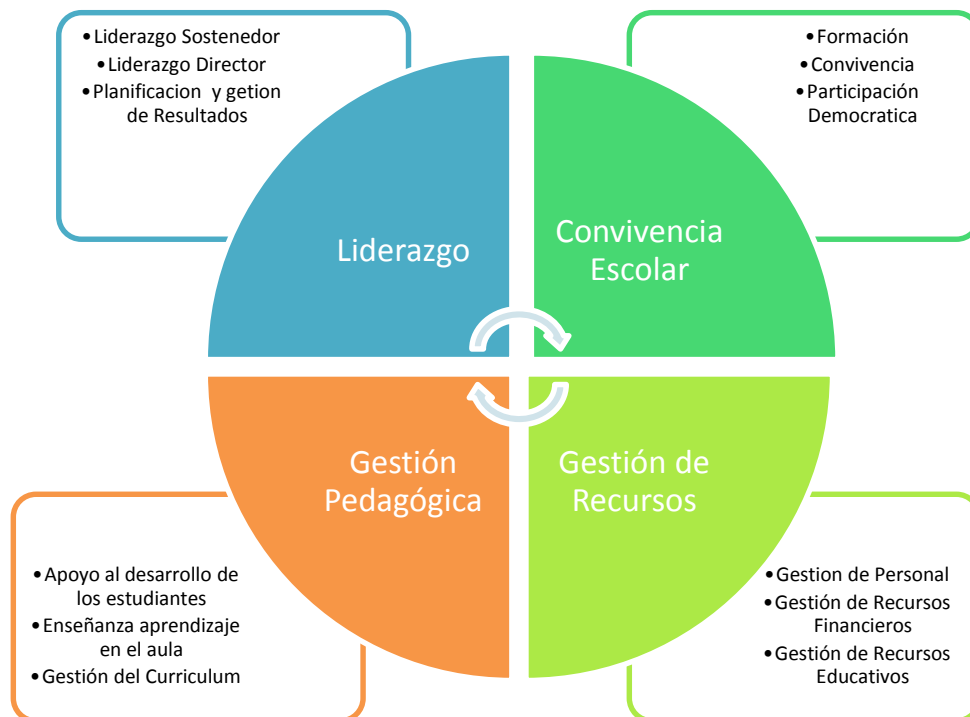 •Liderazgo Sostenedor
•Liderazgo Director
•Planificacion y getion
de Resultados
•Formación
•Convivencia
•Participación
Democratica
Liderazgo
Convivencia
Escolar
Gestión
Pedagógica
Gestión de
Recursos
•Apoyo al desarrollo de
los estudiantes
•Enseñanza aprendizaje
en el aula
•Gestión del Curriculum
•Gestion de Personal
•Gestión de Recursos
Financieros
•Gestión de Recursos
Educativos